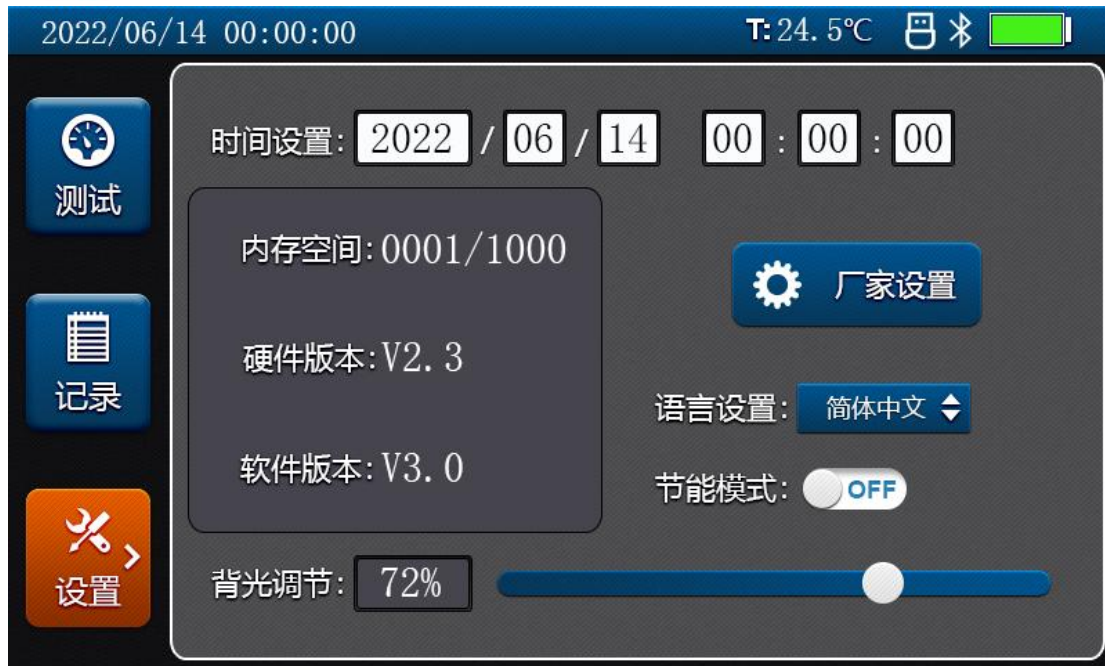 2022/06/14 00:00:00 T:24.5℃
测试
记录
设置
时间设置: 2022 / 06 / 14 00 : 00 : 00
内存空间:0001/1000
硬件版本:V2.3
软件版本:V3.0
厂家设置
语言设置: 简体中文
节能模式: OFF
背光调节: 72%